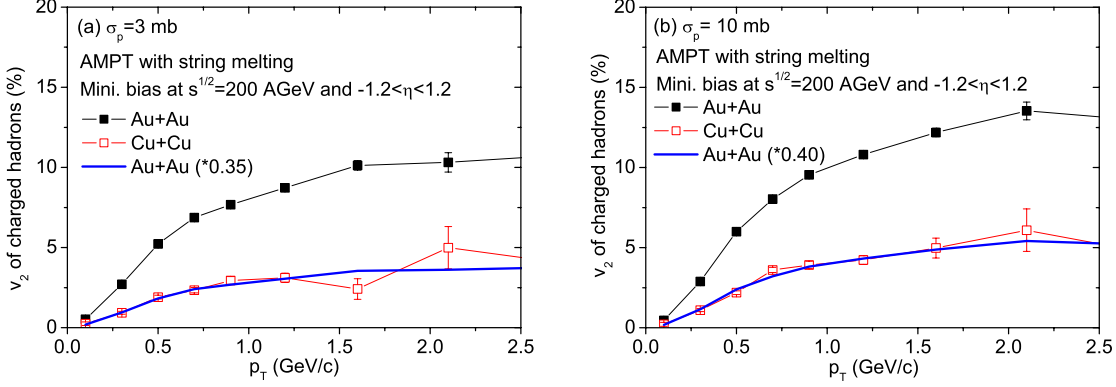 20
15
10
5
0
v2 of charged hadrons (%)
(a) σp=3 mb
AMPT with string melting
Mini. bias at s1/2=200 AGeV and -1.2<η<1.2
Au+Au
Cu+Cu
Au+Au (*0.35)
0.0 0.5 1.0 1.5 2.0 2.5
pT (GeV/c)
20
15
10
5
0
v2 of charged hadrons (%)
(b) σp= 10 mb
AMPT with string melting
Mini. bias at s1/2=200 AGeV and -1.2<η<1.2
Au+Au
Cu+Cu
Au+Au (*0.40)
0.0 0.5 1.0 1.5 2.0 2.5
pT (GeV/c)